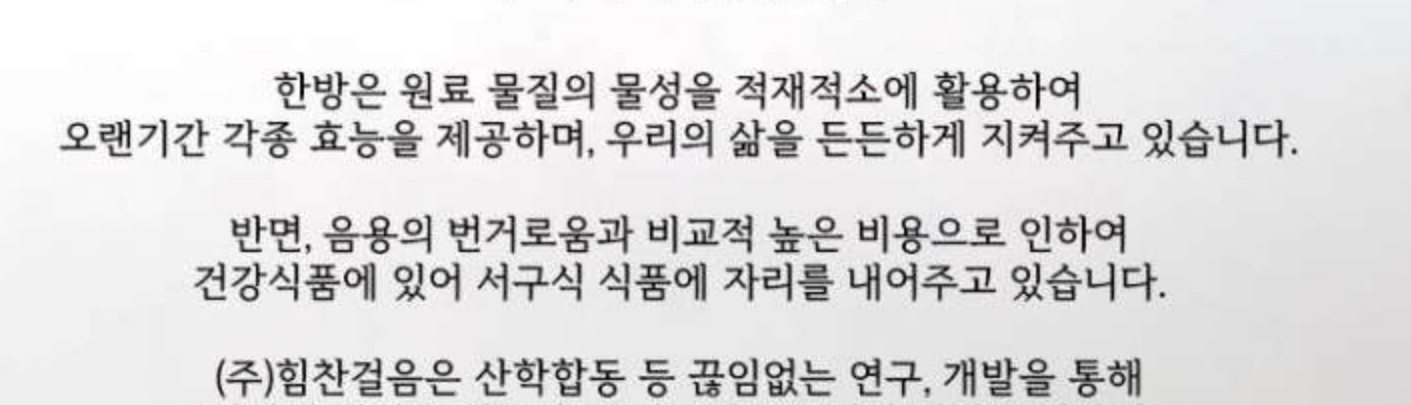 한방은 원료 물질의 물성을 적재적소에 활용하여
오랜기간 각종 효능을 제공하며, 우리의 삶을 든든하게 지켜주고 있습니다.
반면, 음용의 번거로움과 비교적 높은 비용으로 인하여
건강식품에 있어 서구식 식품에 자리를 내어주고 있습니다.
(주)힘찬걸음은 산학합동 등 끊임없는 연구, 개발을 통해